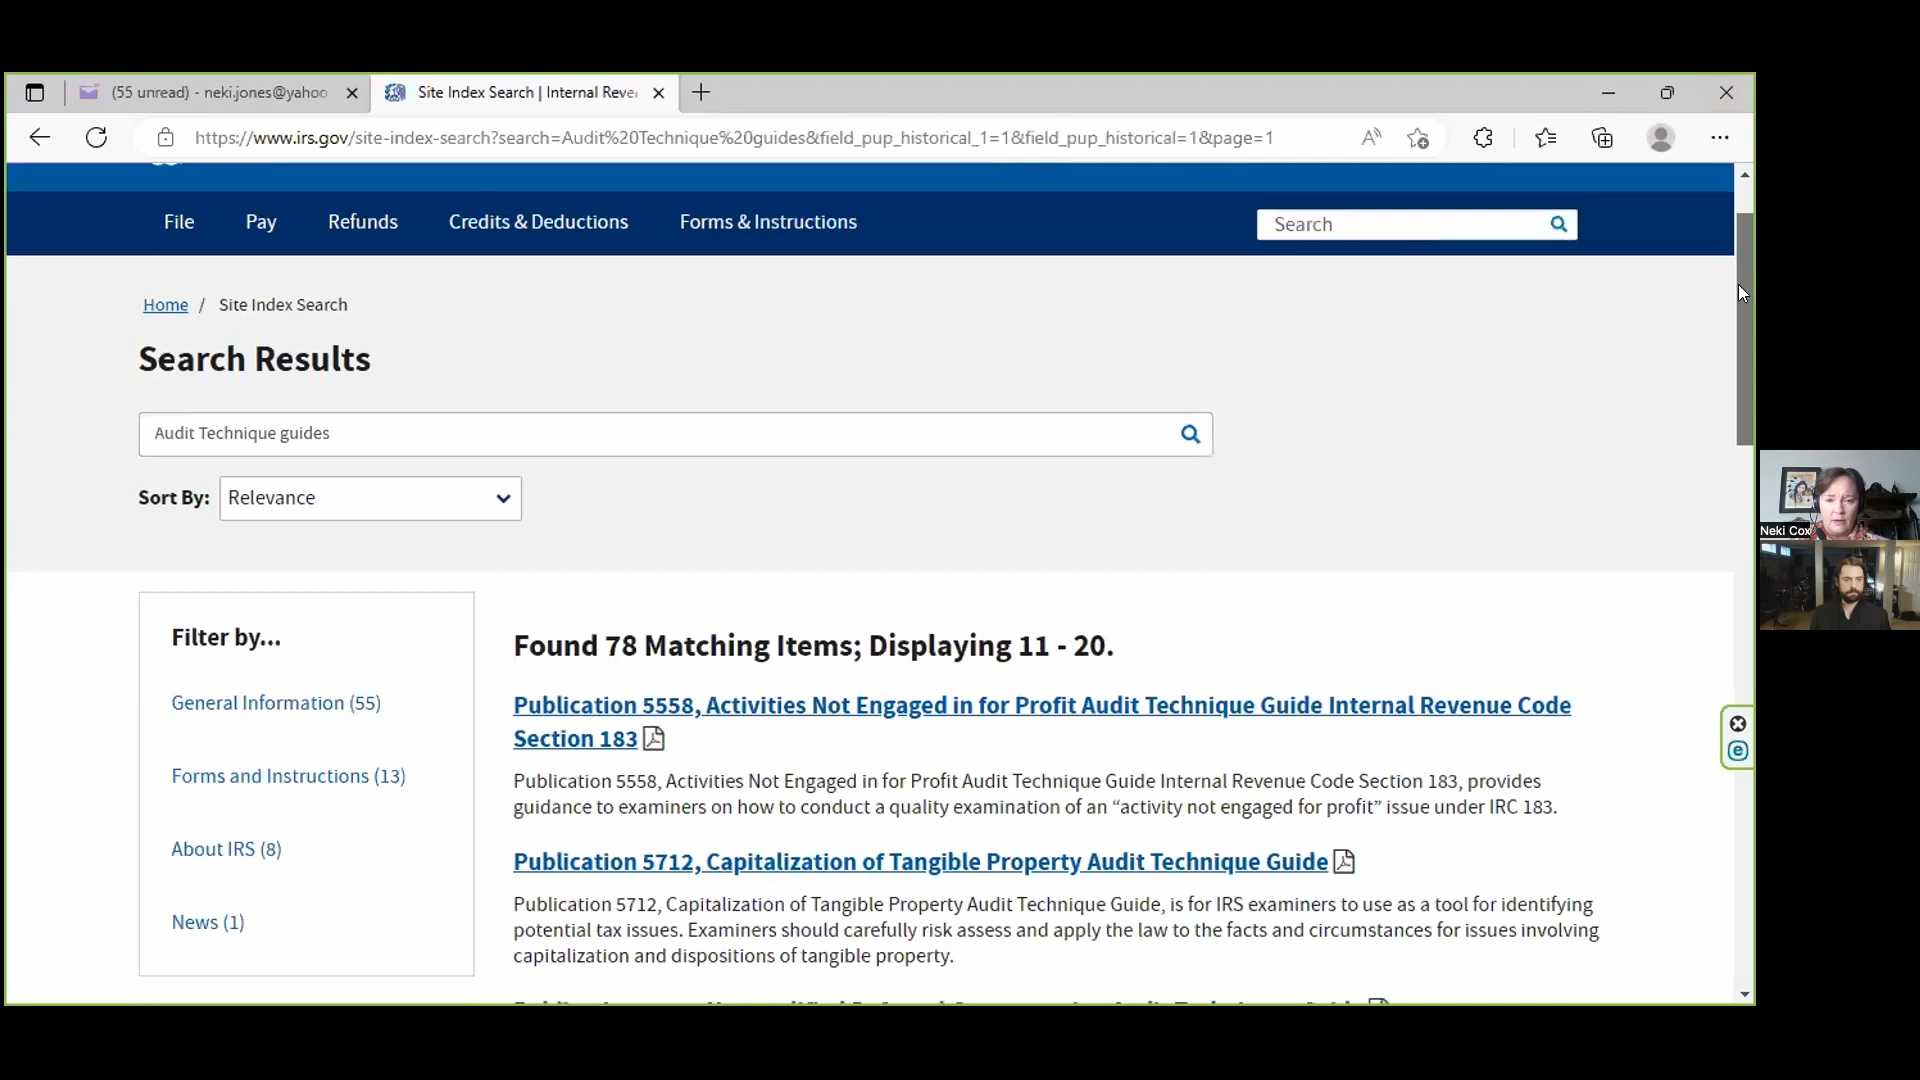 (55 unread) - neki.jones@yahoo
Site Index Search | Internal Reve
https://www.irs.gov/site-index-search?search=Audit%20Technique%20guides&field_pup_historical_1=1&field_pup_historical=1&page=1
File
Pay
Refunds
Credits & Deductions
Forms & Instructions
Search
Home / Site Index Search
Search Results
Audit Technique guides
Sort By: Relevance
Filter by...
General Information (55)
Forms and Instructions (13)
About IRS (8)
News (1)
Found 78 Matching Items; Displaying 11 - 20.
Publication 5558, Activities Not Engaged in for Profit Audit Technique Guide Internal Revenue Code
Section 183
Publication 5558, Activities Not Engaged in for Profit Audit Technique Guide Internal Revenue Code Section 183, provides
guidance to examiners on how to conduct a quality examination of an “activity not engaged for profit” issue under IRC 183.
Publication 5712, Capitalization of Tangible Property Audit Technique Guide
Publication 5712, Capitalization of Tangible Property Audit Technique Guide, is for IRS examiners to use as a tool for identifying
potential tax issues. Examiners should carefully risk assess and apply the law to the facts and circumstances for issues involving
capitalization and dispositions of tangible property.
Neki Cox